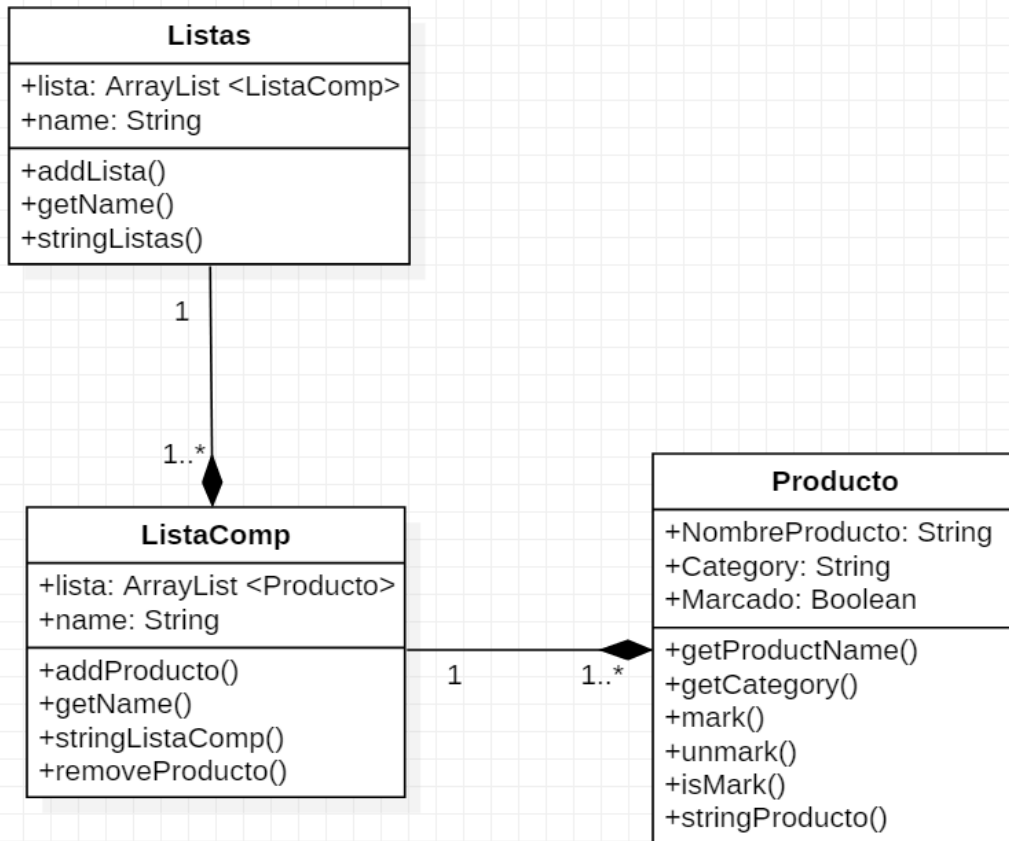 Listas
+lista: ArrayList <ListaComp>
+name: String
+addLista()
+getName()
+stringListas()
1
1..*
ListaComp
+lista: ArrayList <Producto>
+name: String
+addProducto()
+getName()
+stringListaComp()
+removeProducto()
1
1..*
Producto
+NombreProducto: String
+Category: String
+Marcado: Boolean
+getProductName()
+getCategory()
+mark()
+unmark()
+isMark()
+stringProducto()